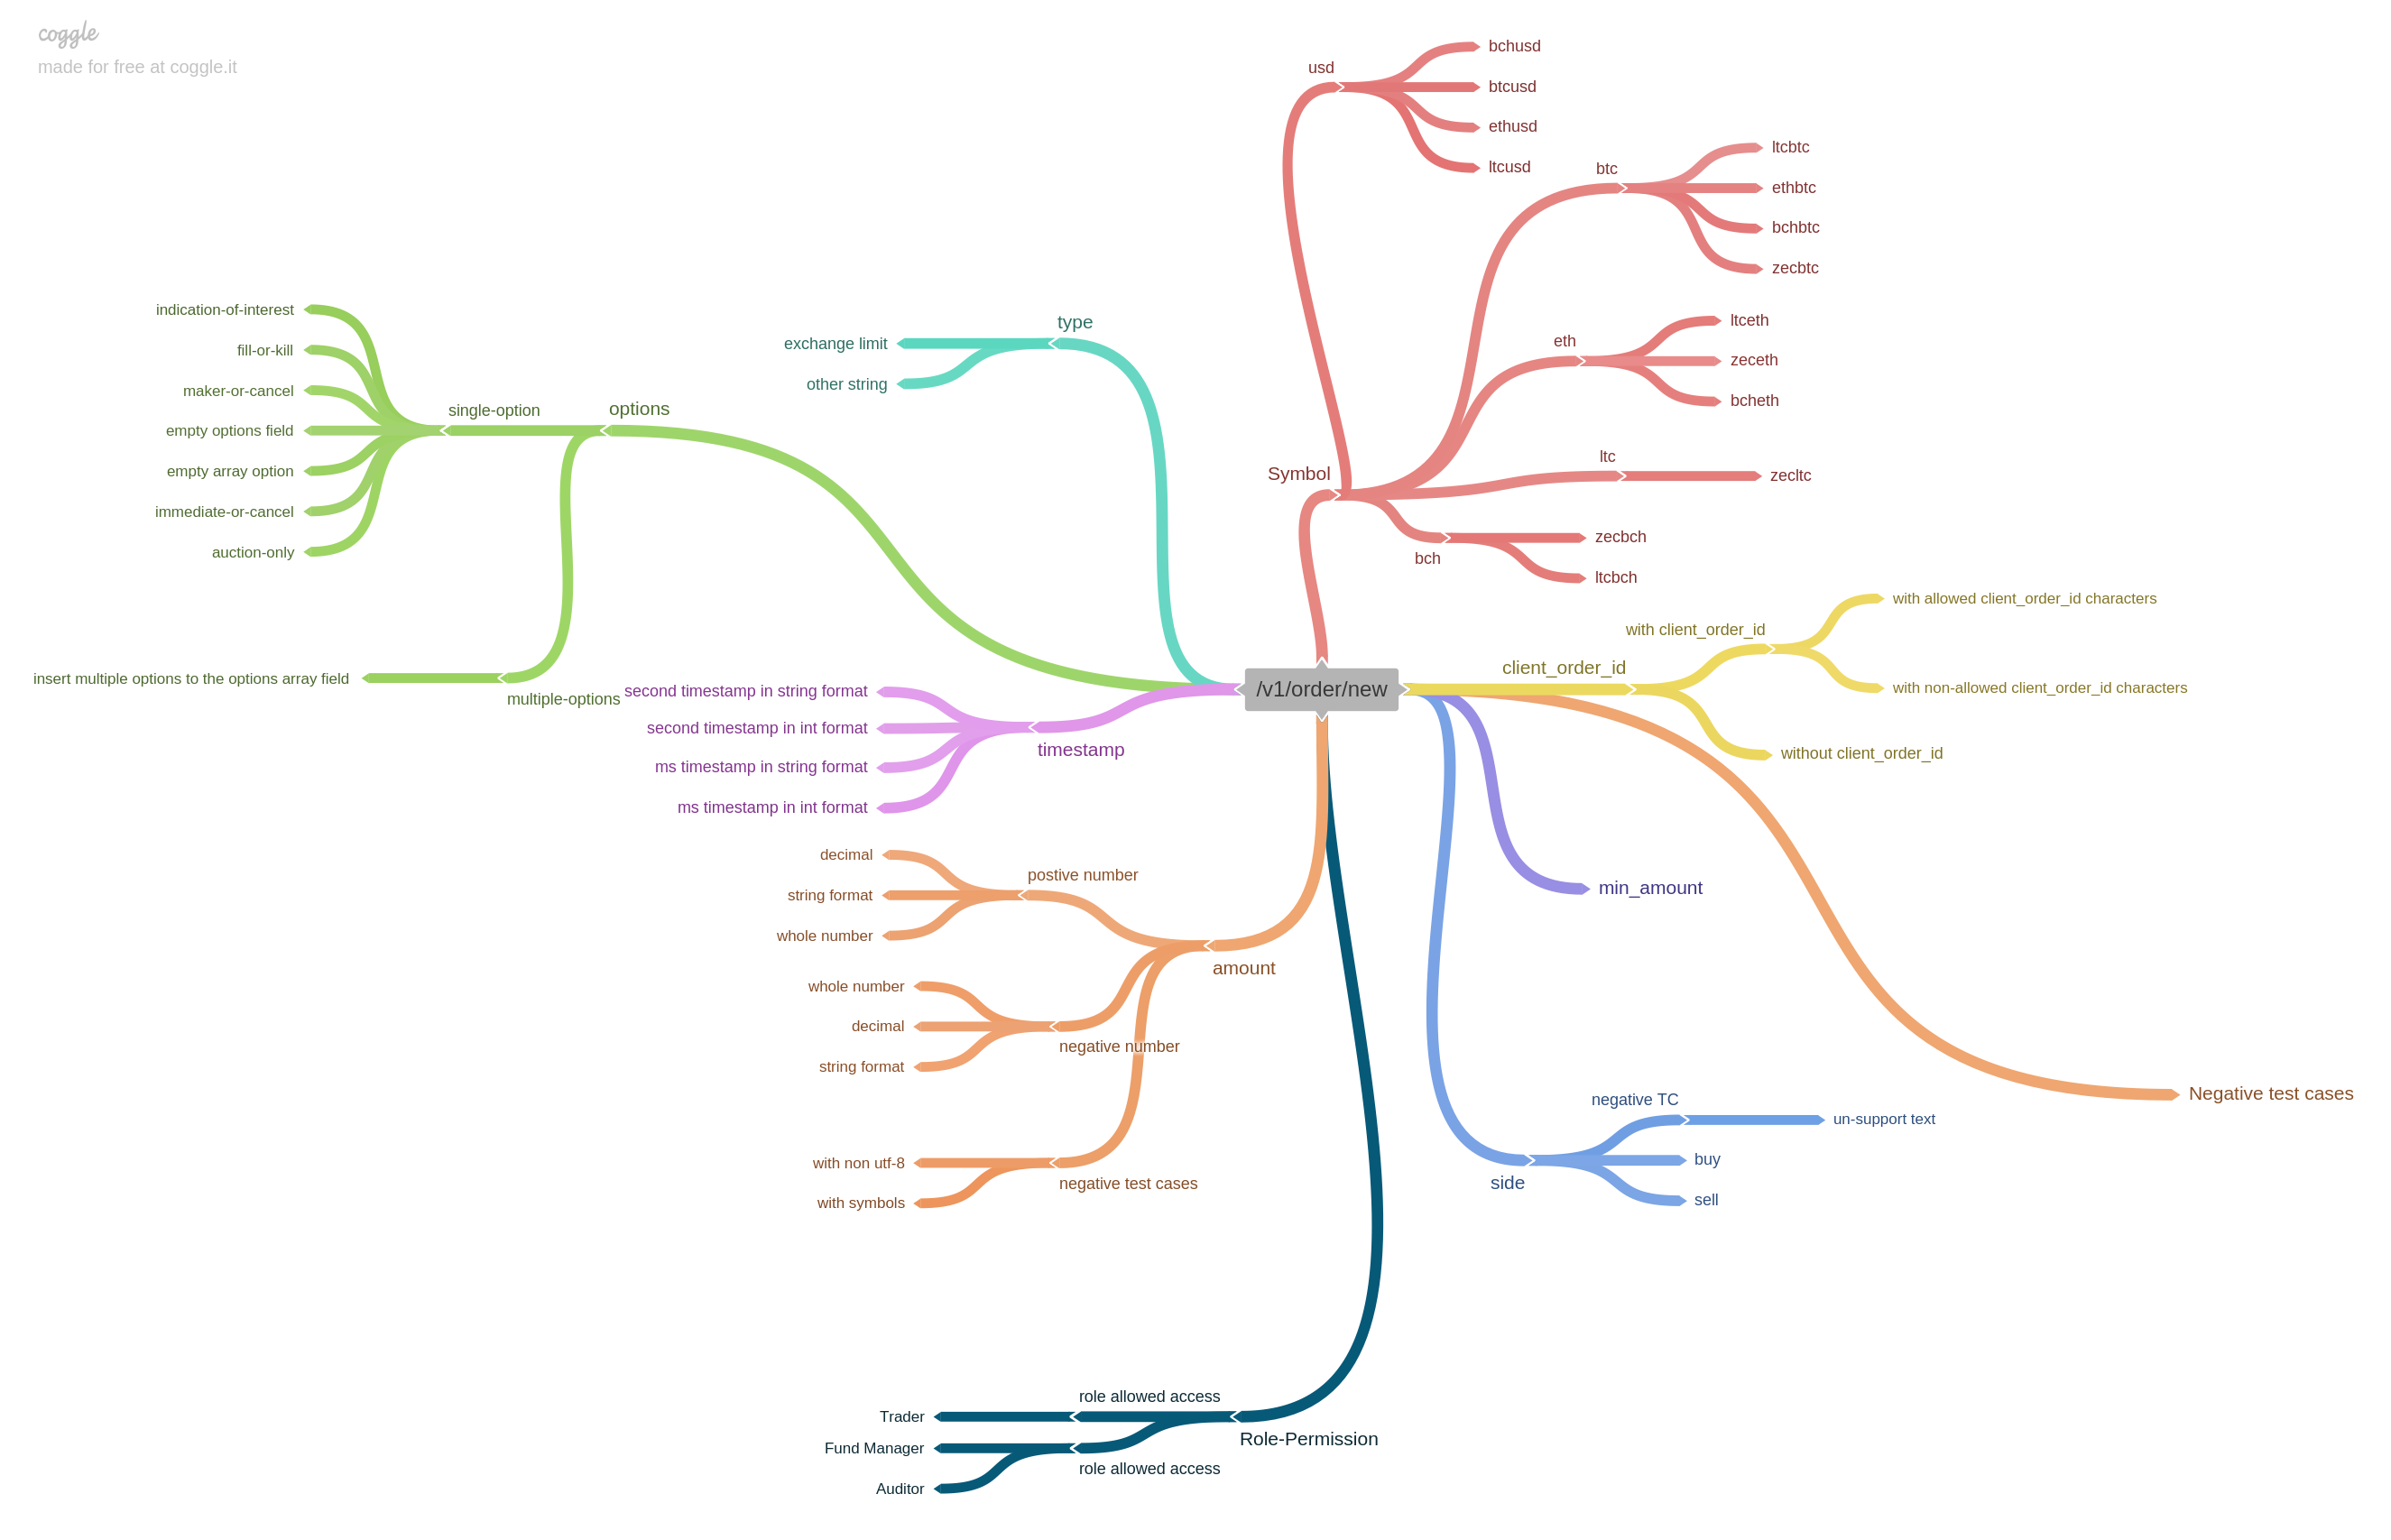 coggle
made for free at coggle.it
/v1/order/new
Symbol
usd
bchusd
btcusd
ethusd
ltcusd
btc
ltcbtc
ethbtc
bchbtc
zecbtc
eth
ltceth
zeceth
bcheth
ltc
zecltc
bch
zecbch
ltcbch
client_order_id
with client_order_id
with allowed client_order_id characters
with non-allowed client_order_id characters
without client_order_id
min_amount
Negative test cases
side
negative TC
un-support text
buy
sell
type
exchange limit
other string
options
single-option
indication-of-interest
fill-or-kill
maker-or-cancel
empty options field
empty array option
immediate-or-cancel
auction-only
multiple-options
insert multiple options to the options array field
timestamp
second timestamp in string format
second timestamp in int format
ms timestamp in string format
ms timestamp in int format
amount
postive number
decimal
string format
whole number
negative number
whole number
decimal
string format
negative test cases
with non utf-8
with symbols
Role-Permission
role allowed access
Trader
role allowed access
Fund Manager
Auditor